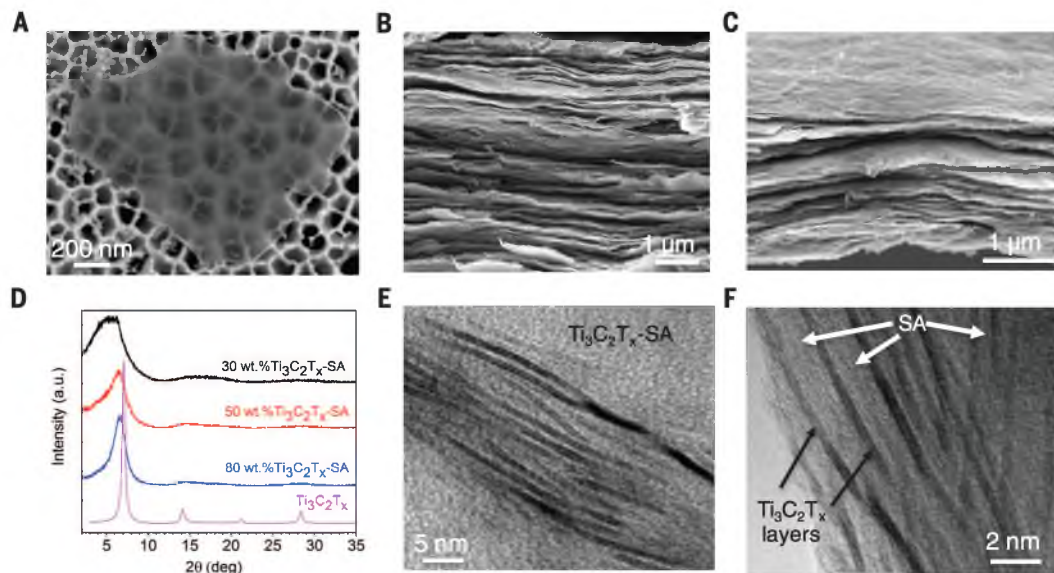 A
B
C
200 nm
1 µm
1 µm
D
E
F
Intensity (a.u.)
30 wt.%Ti₃C₂Tₓ-SA
50 wt.%Ti₃C₂Tₓ-SA
80 wt.%Ti₃C₂Tₓ-SA
Ti₃C₂Tₓ
5 10 15 20 25 30 35
2θ (deg)
Ti₃C₂Tₓ-SA
5 nm
SA
Ti₃C₂Tₓ
layers
2 nm